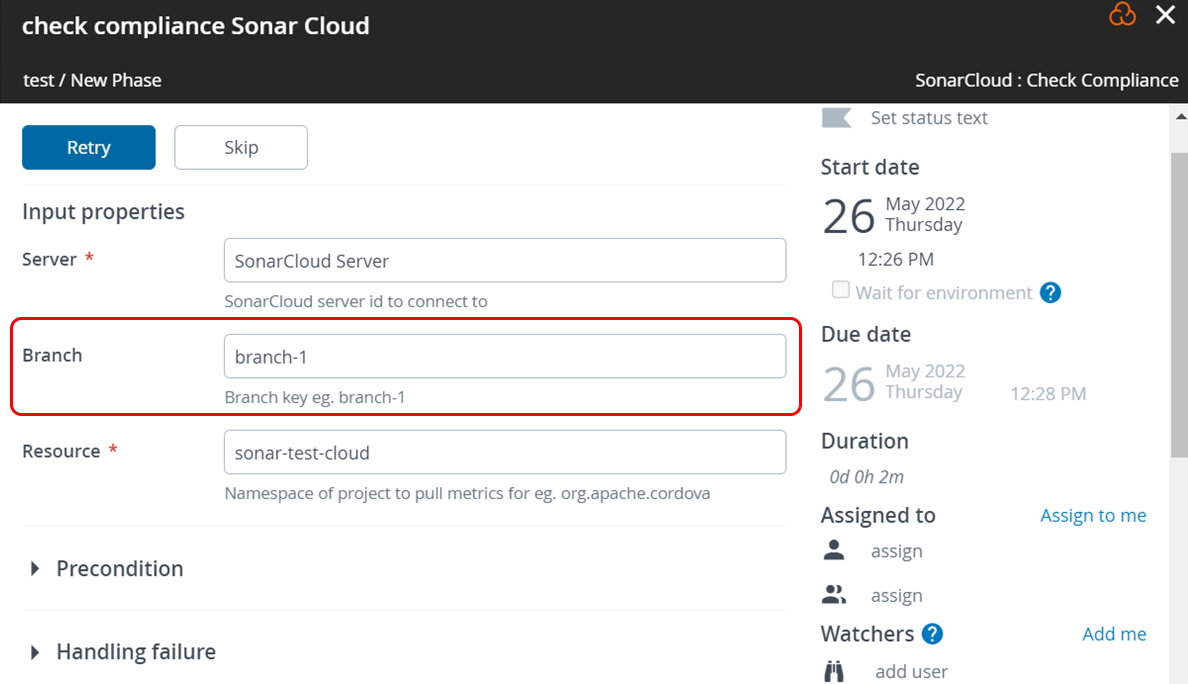 check compliance Sonar Cloud
test / New Phase
SonarCloud : Check Compliance
Retry
Skip
Input properties
Server *
SonarCloud Server
SonarCloud server id to connect to
Branch
branch-1
Branch key eg. branch-1
Resource *
sonar-test-cloud
Namespace of project to pull metrics for eg. org.apache.cordova
Precondition
Handling failure
Set status text
Start date
26
May 2022
Thursday
12:26 PM
Wait for environment ?
Due date
26
May 2022
Thursday
12:28 PM
Duration
0d 0h 2m
Assigned to
Assign to me
assign
assign
Watchers ?
Add me
add user